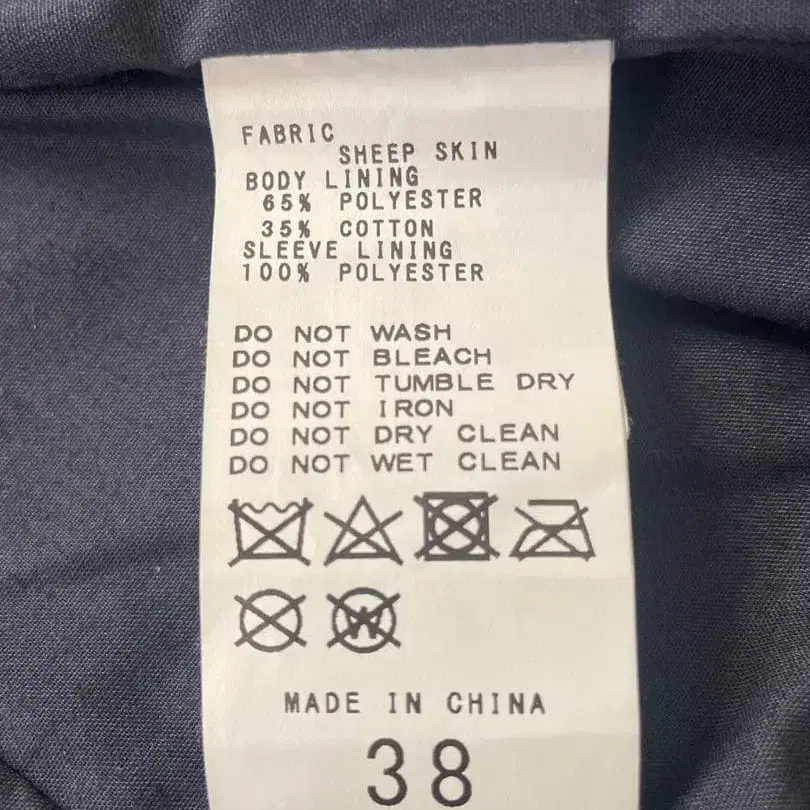 FABRIC
SHEEP SKIN
BODY LINING
65% POLYESTER
35% COTTON
SLEEVE LINING
100% POLYESTER
DO NOT WASH
DO NOT BLEACH
DO NOT TUMBLE DRY
DO NOT IRON
DO NOT DRY CLEAN
DO NOT WET CLEAN
W
MADE IN CHINA
38